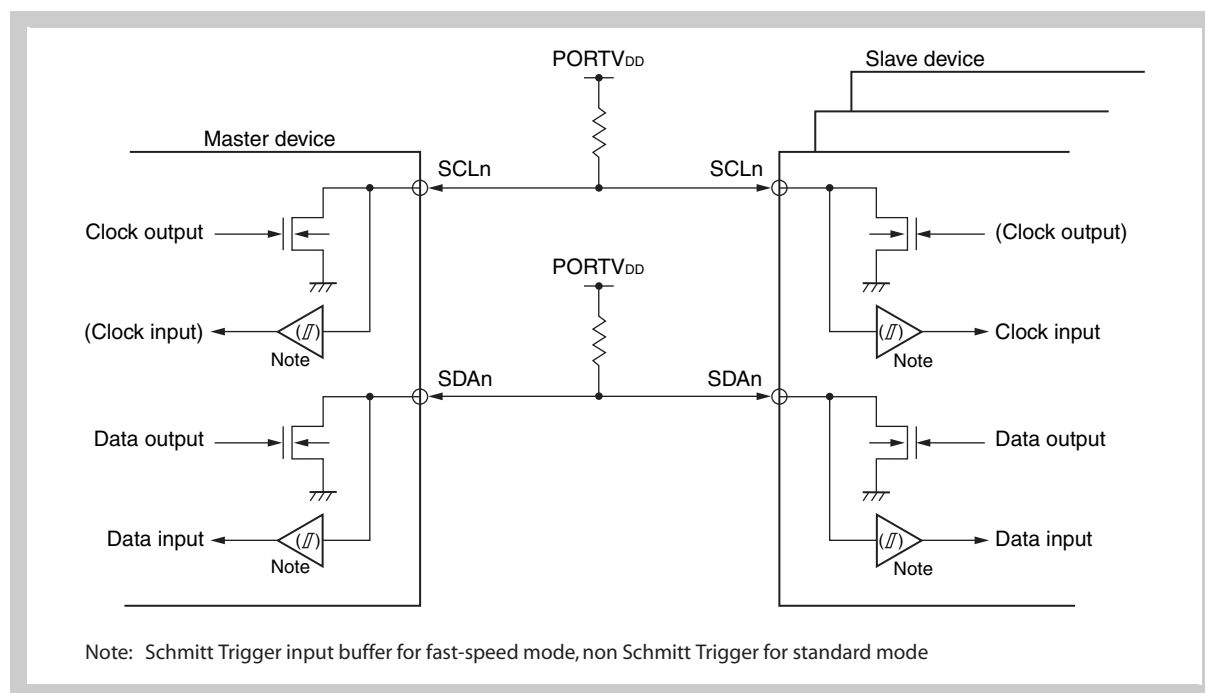 PORTVDD
Slave device
Master device
SCLn
SCLn
Clock output
(Clock output)
PORTVDD
(Clock input)
Note
Clock input
Note
SDAn
SDAn
Data output
Data output
Data input
Note
Data input
Note
Note: Schmitt Trigger input buffer for fast-speed mode, non Schmitt Trigger for standard mode